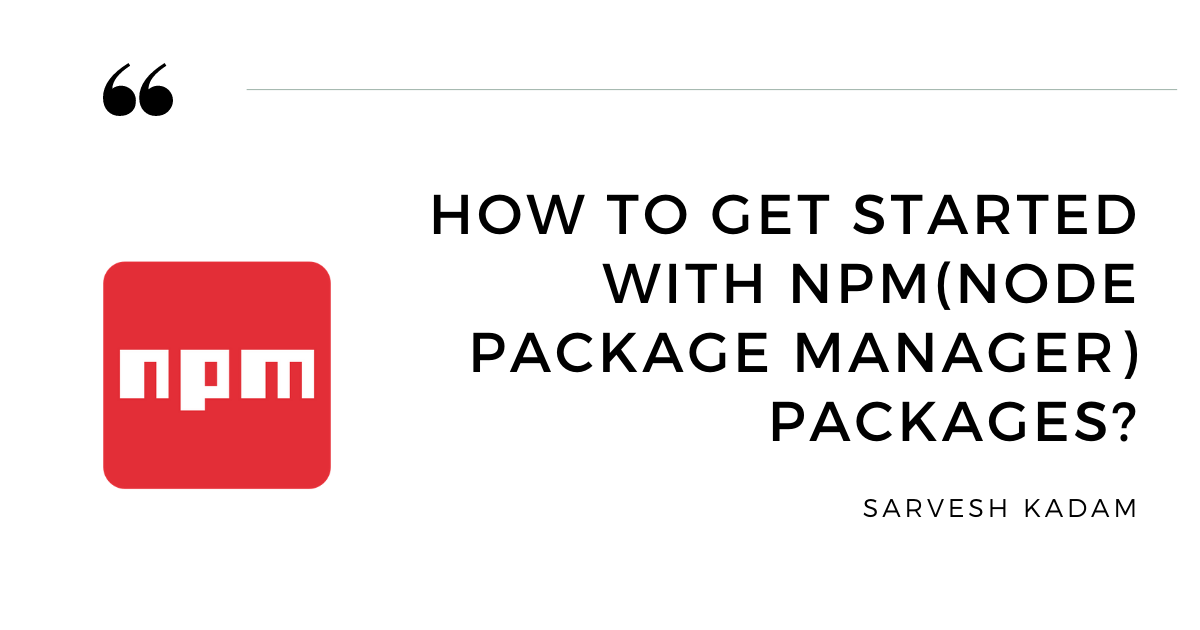 ❝
HOW TO GET STARTED
WITH NPM(NODE
PACKAGE MANAGER)
PACKAGES?
npm
SARVESH KADAM